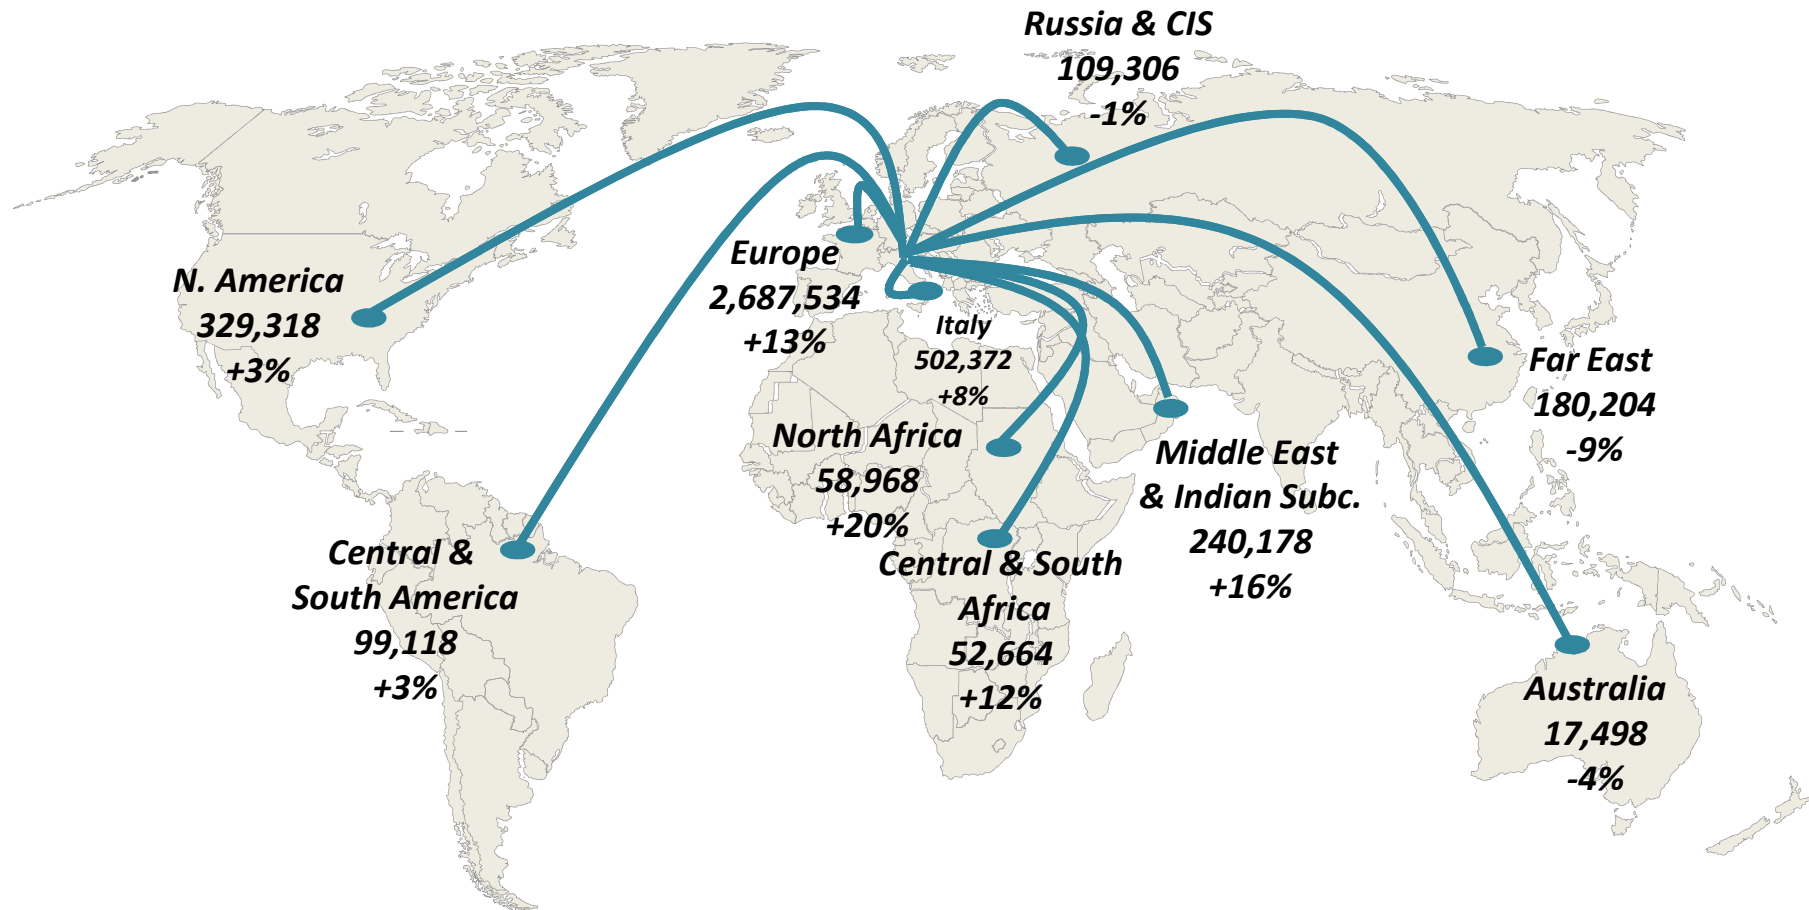 Russia & CIS
109,306
-1%
N. America
329,318
+3%
Europe
2,687,534
+13%
Italy
502,372
+8%
Far East
180,204
-9%
North Africa
58,968
+20%
Middle East
& Indian Subc.
240,178
+16%
Central &
South America
99,118
+3%
Central & South
Africa
52,664
+12%
Australia
17,498
-4%